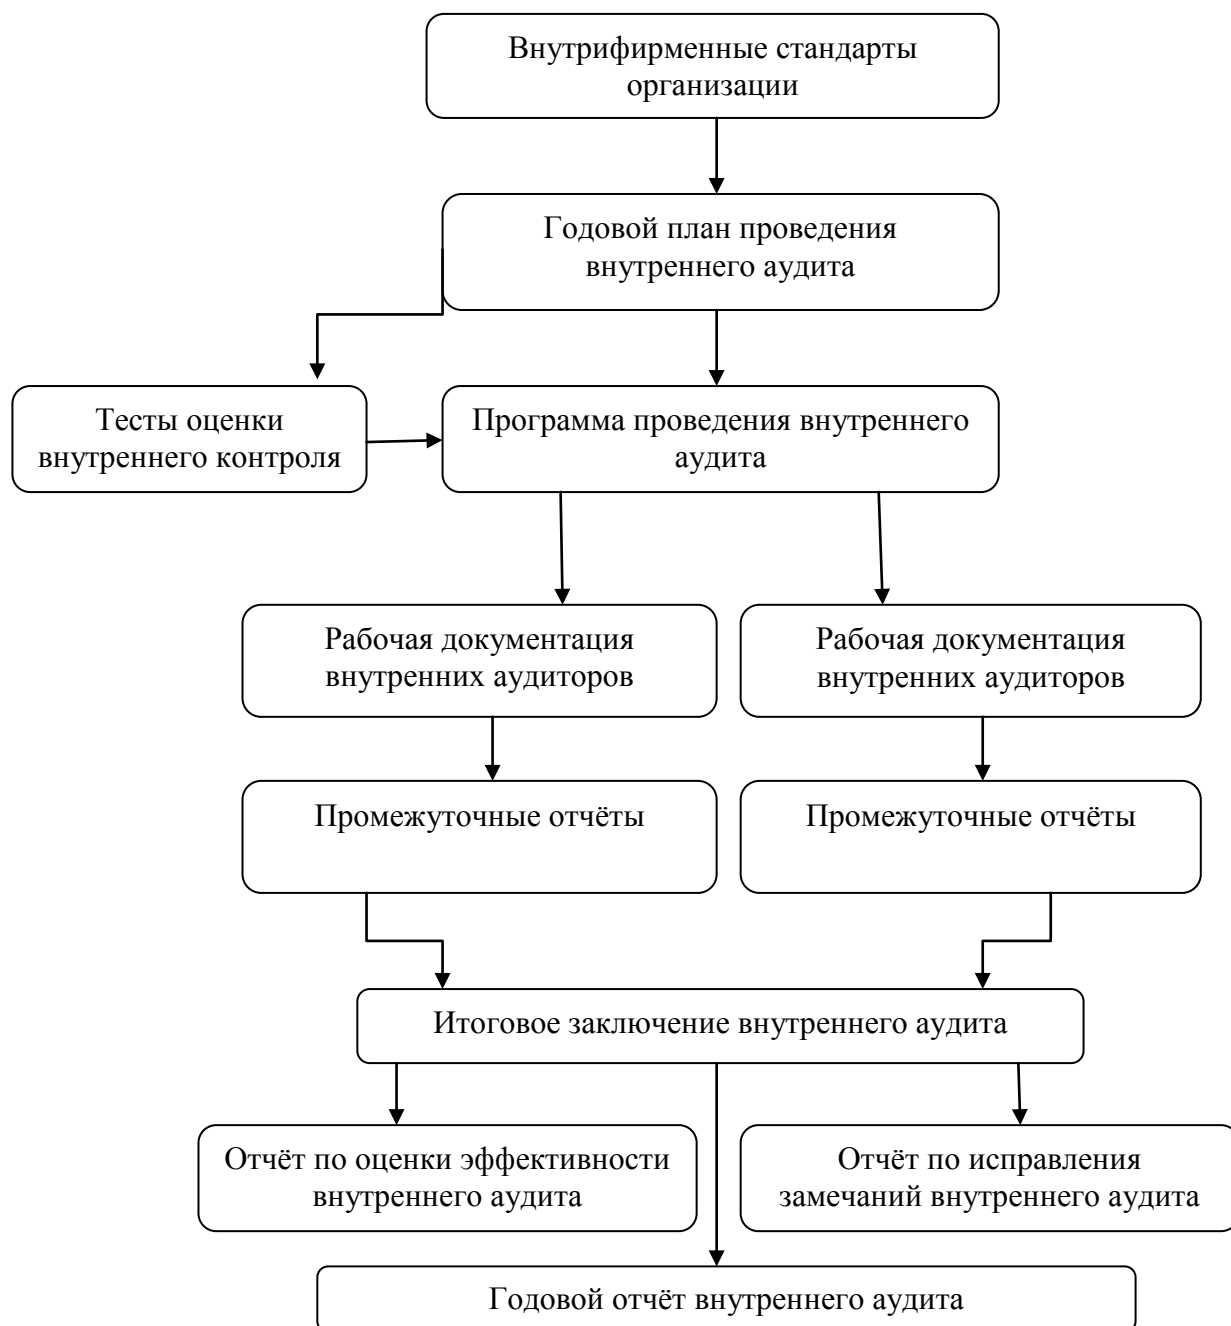 Внутрифирменные стандарты
организации
Годовой план проведения
внутреннего аудита
Тесты оценки
внутреннего контроля
Программа проведения внутреннего
аудита
Рабочая документация
внутренних аудиторов
Рабочая документация
внутренних аудиторов
Промежуточные отчёты
Промежуточные отчёты
Итоговое заключение внутреннего аудита
Отчёт по оценки эффективности
внутреннего аудита
Отчёт по исправления
замечаний внутреннего аудита
Годовой отчёт внутреннего аудита